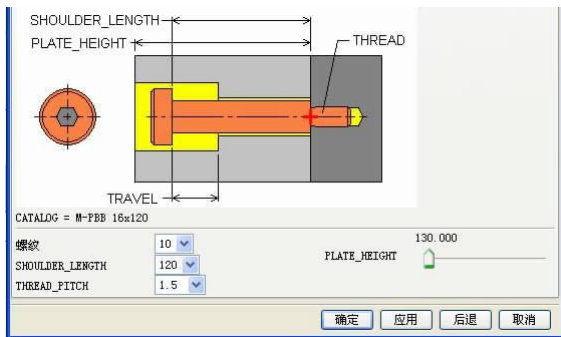 SHOULDER_LENGTH
PLATE_HEIGHT
THREAD
TRAVEL
CATALOG = M-PBB 16x120
螺纹 10
SHOULDER_LENGTH 120
THREAD_PITCH 1.5
PLATE_HEIGHT 130.000
确定 应用 后退 取消